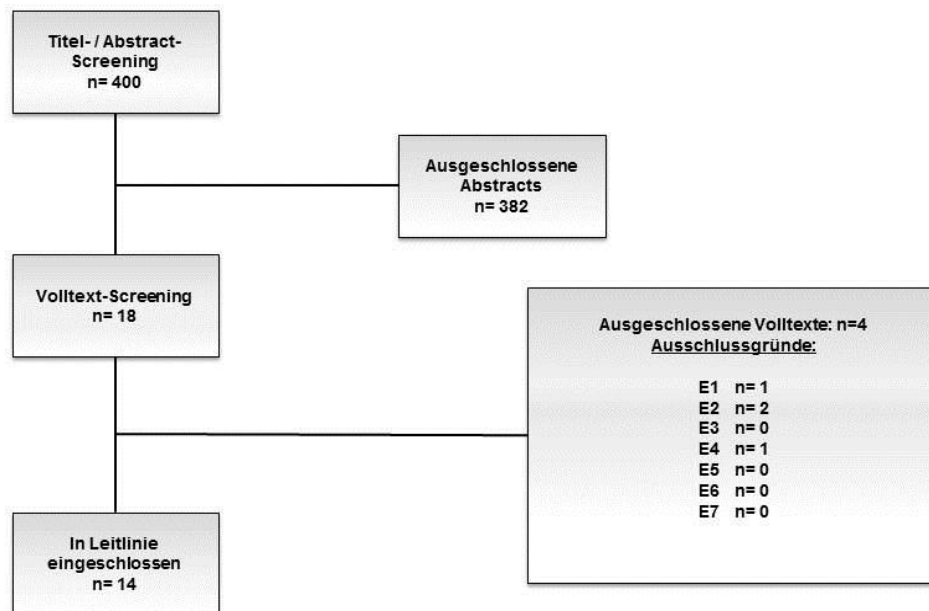 Titel- / Abstract-
Screening
n= 400
Ausgeschlossene
Abstracts
n= 382
Volltext-Screening
n= 18
Ausgeschlossene Volltexte: n=4
Ausschlussgründe:
E1 n= 1
E2 n= 2
E3 n= 0
E4 n= 1
E5 n= 0
E6 n= 0
E7 n= 0
In Leitlinie
eingeschlossen
n= 14